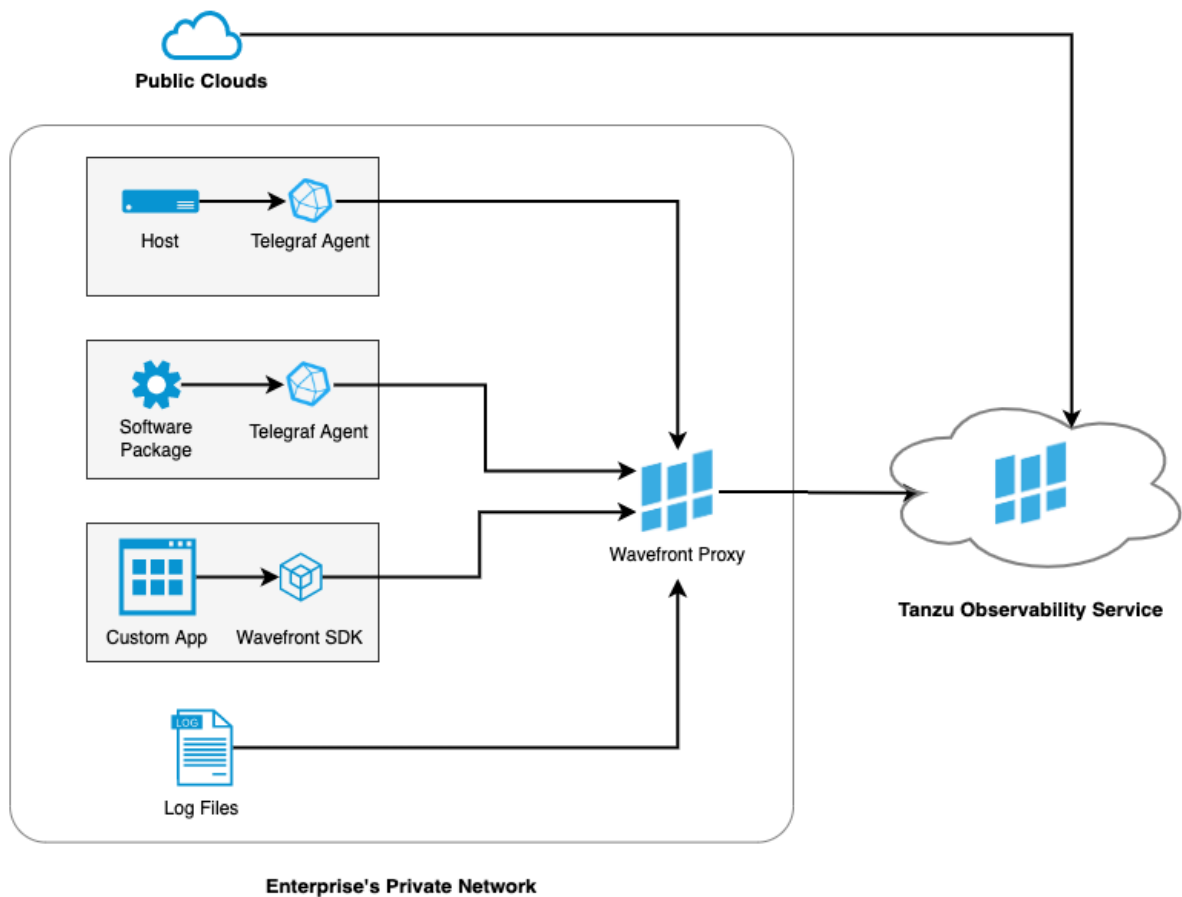 Public Clouds
Host
Telegraf Agent
Software
Package
Telegraf Agent
Custom App
Wavefront SDK
LOG
Log Files
Wavefront Proxy
Tanzu Observability Service
Enterprise's Private Network